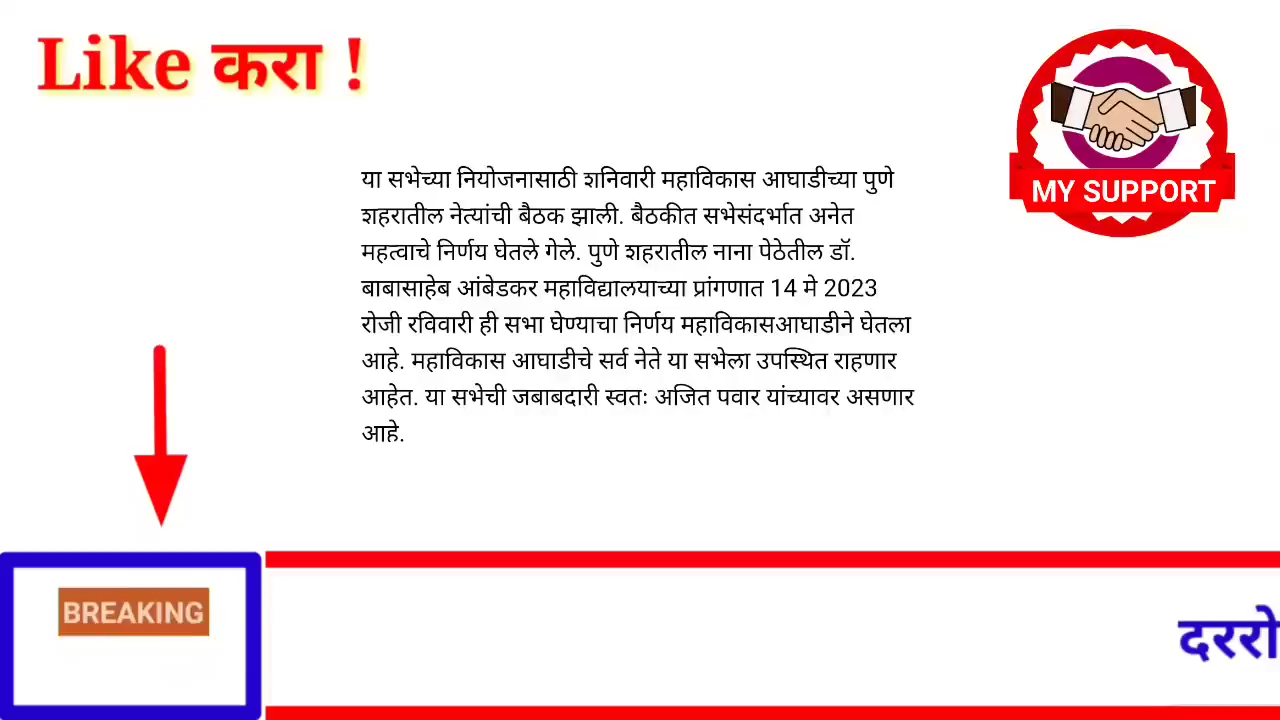 Like करा !
MY SUPPORT
या सभेच्या नियोजनासाठी शनिवारी महाविकास आघाडीच्या पुणे
शहरातील नेत्यांची बैठक झाली. बैठकीत सभेसंदर्भात अनेत
महत्वाचे निर्णय घेतले गेले. पुणे शहरातील नाना पेठेतील डॉ.
बाबासाहेब आंबेडकर महाविद्यालयाच्या प्रांगणात 14 मे 2023
रोजी रविवारी ही सभा घेण्याचा निर्णय महाविकासआघाडीने घेतला
आहे. महाविकास आघाडीचे सर्व नेते या सभेला उपस्थित राहणार
आहेत. या सभेची जबाबदारी स्वतः अजित पवार यांच्यावर असणार
आहे.
BREAKING
दररो